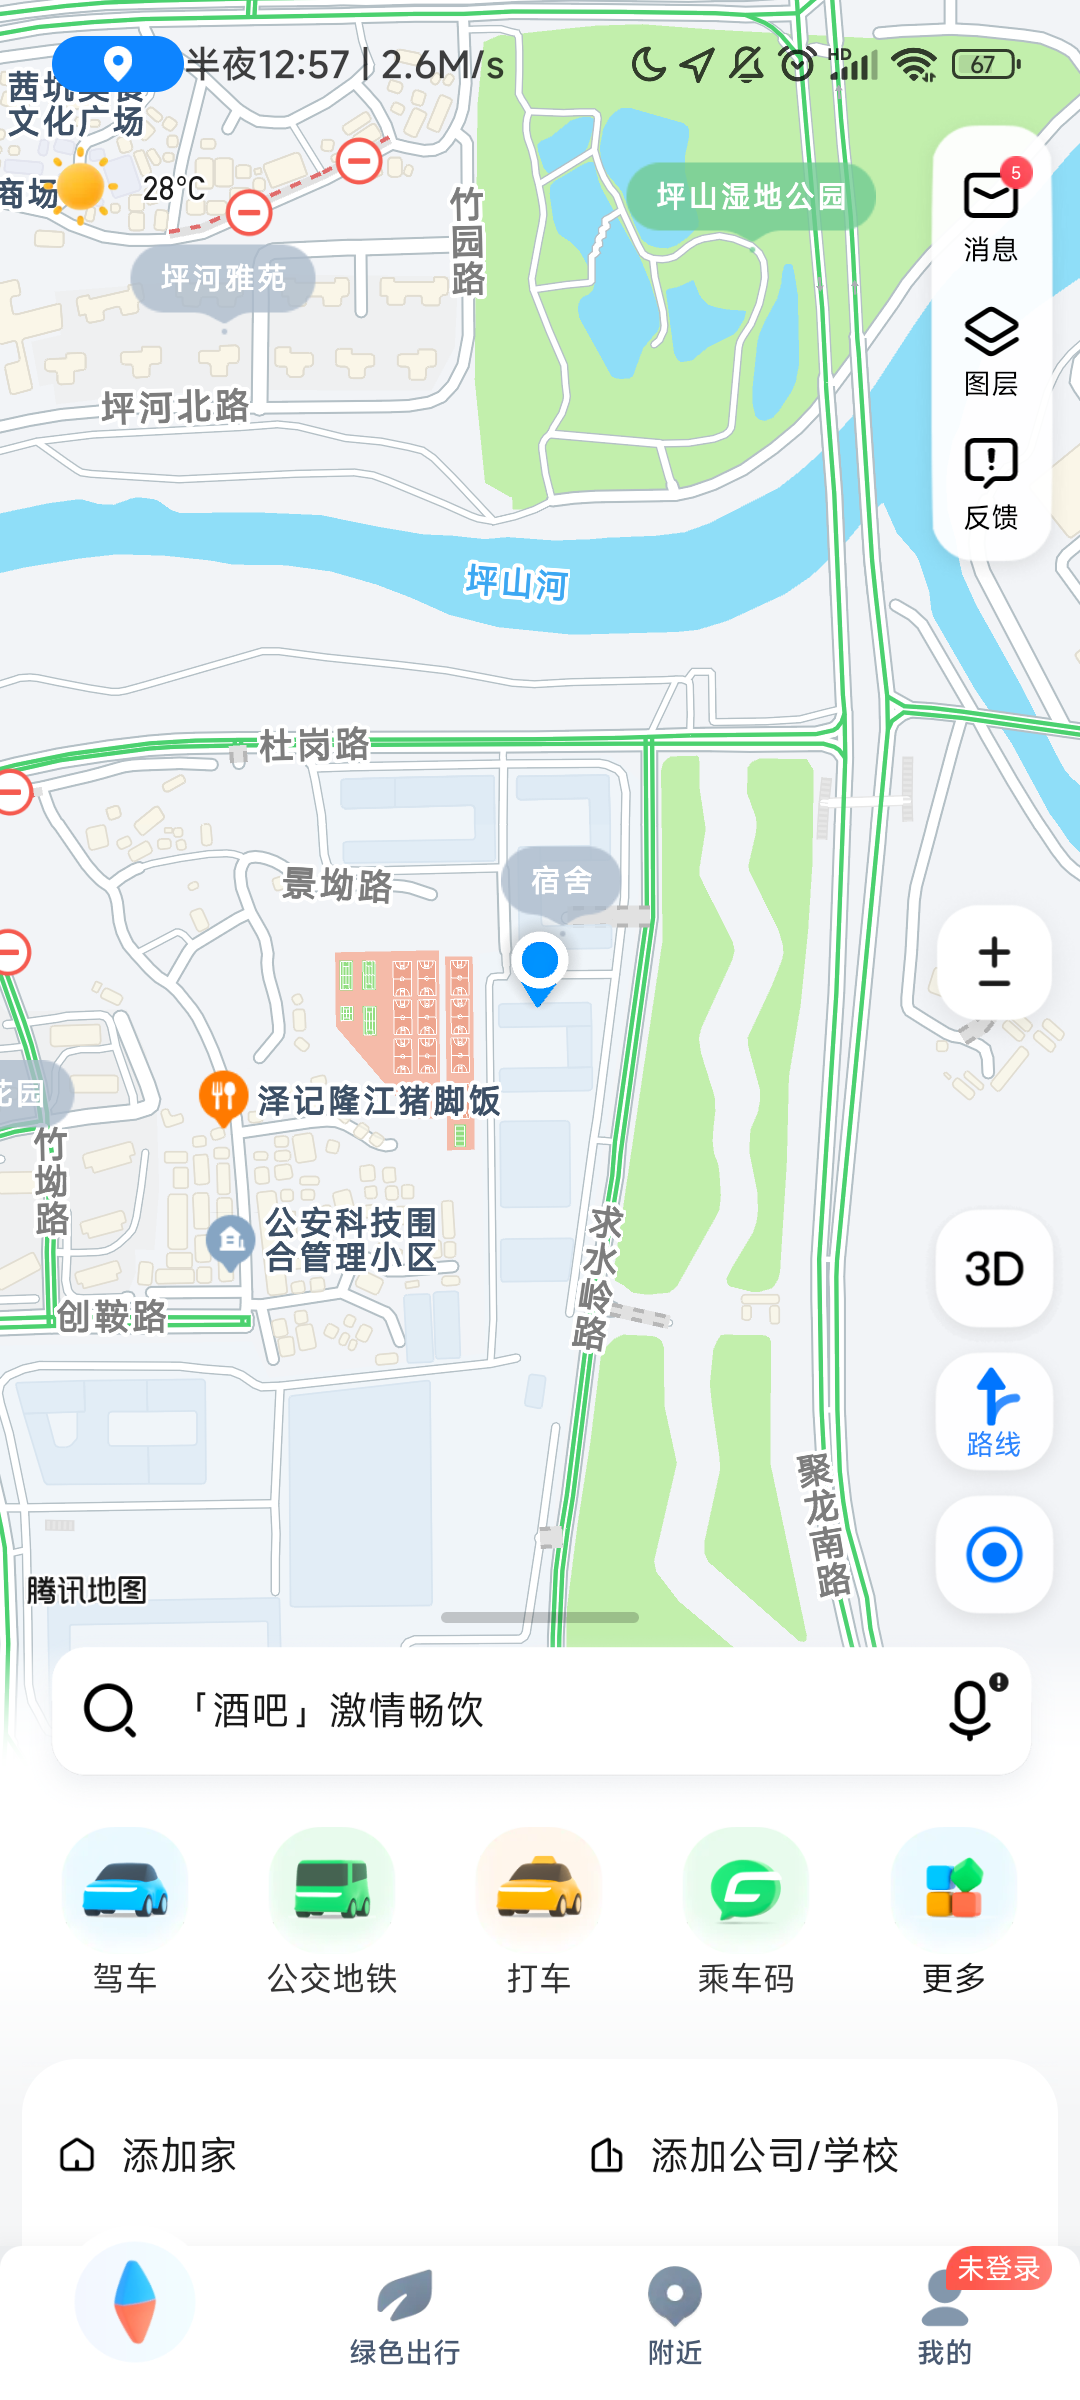 半夜12:57 | 2.6M/s
HD
67
文化广场
商场
28°C
竹园路
坪山湿地公园
5
消息
坪河雅苑
图层
坪河北路
反馈
坪山河
杜岗路
景坳路
宿舍
花园
泽记隆江猪脚饭
竹坳路
公安科技围
合管理小区
求水岭路
3D
创鞍路
路线
聚龙南路
腾讯地图
「酒吧」激情畅饮
驾车
公交地铁
打车
乘车码
更多
添加家
添加公司/学校
未登录
绿色出行
附近
我的